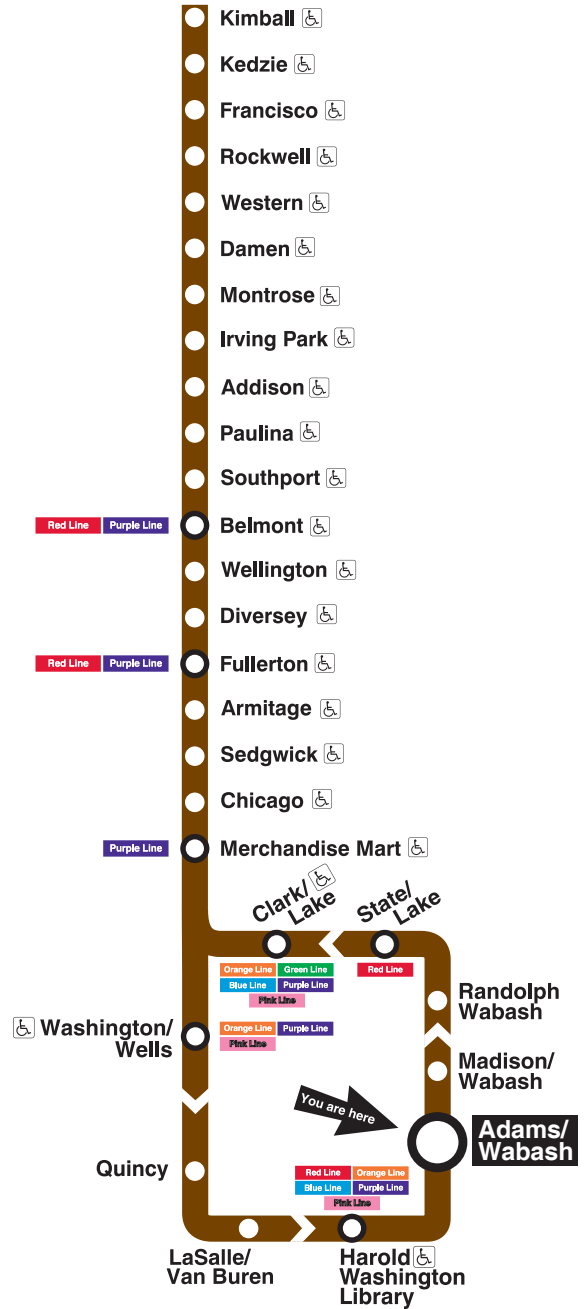 Kimball
Kedzie
Francisco
Rockwell
Western
Damen
Montrose
Irving Park
Addison
Paulina
Southport
Red Line Purple Line Belmont
Wellington
Diversey
Red Line Purple Line Fullerton
Armitage
Sedgwick
Chicago
Purple Line Merchandise Mart
Clark/
Lake
State/
Lake
Orange Line Green Line
Blue Line Purple Line
Pink Line
Red Line
Randolph
Wabash
Washington/
Wells
Orange Line Purple Line
Pink Line
Madison/
Wabash
You are here
Adams/
Wabash
Quincy
Red Line Orange Line
Blue Line Purple Line
Pink Line
LaSalle/
Van Buren
Harold
Washington
Library